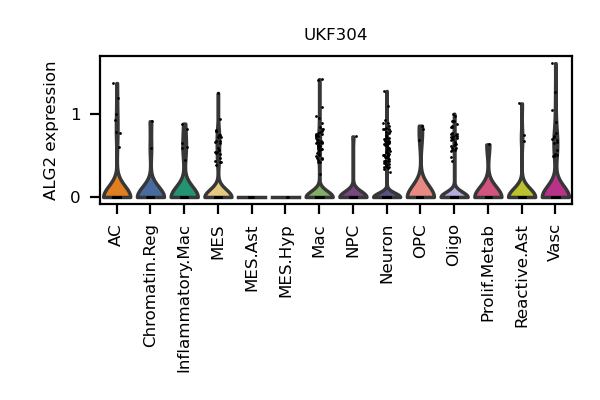 UKF304
ALG2 expression
1
0
AC
Chromatin.Reg
Inflammatory.Mac
MES
MES.Ast
MES.Hyp
Mac
NPC
Neuron
OPC
Oligo
Prolif.Metab
Reactive.Ast
Vasc